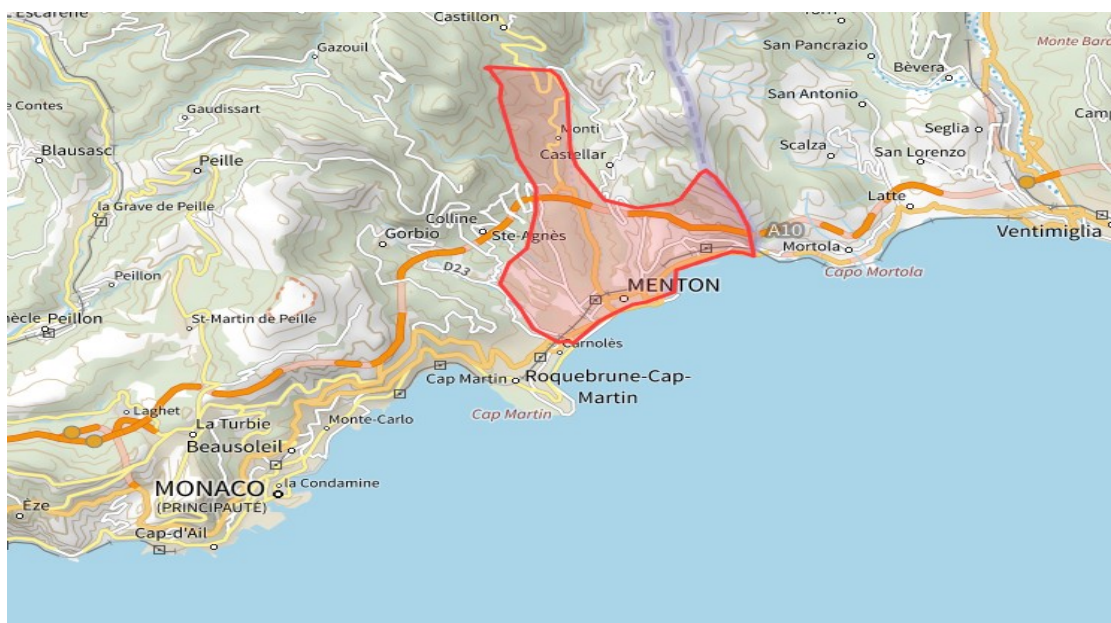 Escarène
Castillon
Gazouil
San Pancrazio
Monte Bara
Bèvera
e Contes
Gaudissart
San Antonio
Camp
Monti
Seglia
Blausasc
Peille
Castellar
Scalza
San Lorenzo
la Grave de Peille
Colline
Latte
Gorbio
Ste-Agnès
A10
Ventimiglia
Mortola
D23
Peillon
Capo Mortola
MENTON
Peillon
St-Martin de Peille
Carnolès
Cap Martin
Roquebrune-Cap-
Martin
Laghet
Cap Martin
La Turbie
Monte-Carlo
Beausoleil
MONACO
(PRINCIPAUTÉ)
la Condamine
Èze
Cap-d'Ail